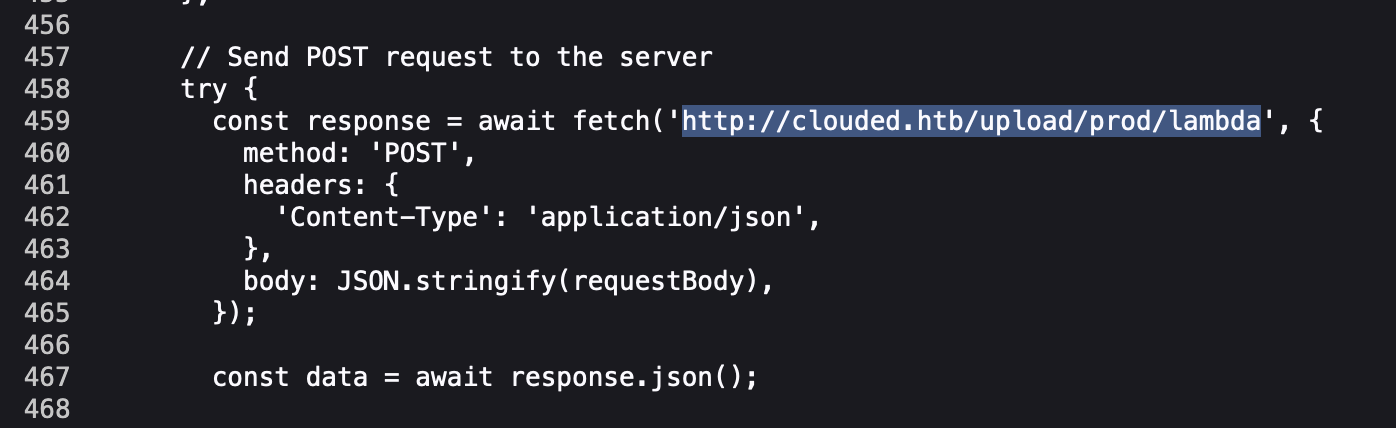 456
457 // Send POST request to the server
458 try {
459 const response = await fetch('http://clouded.htb/upload/prod/lambda', {
460 method: 'POST',
461 headers: {
462 'Content-Type': 'application/json',
463 },
464 body: JSON.stringify(requestBody),
465 });
466
467 const data = await response.json();
468